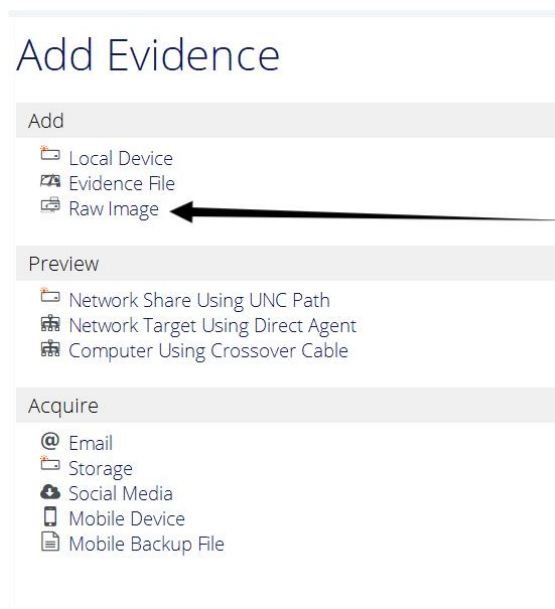 Add Evidence
Add
Local Device
Evidence File
Raw Image
Preview
Network Share Using UNC Path
Network Target Using Direct Agent
Computer Using Crossover Cable
Acquire
Email
Storage
Social Media
Mobile Device
Mobile Backup File